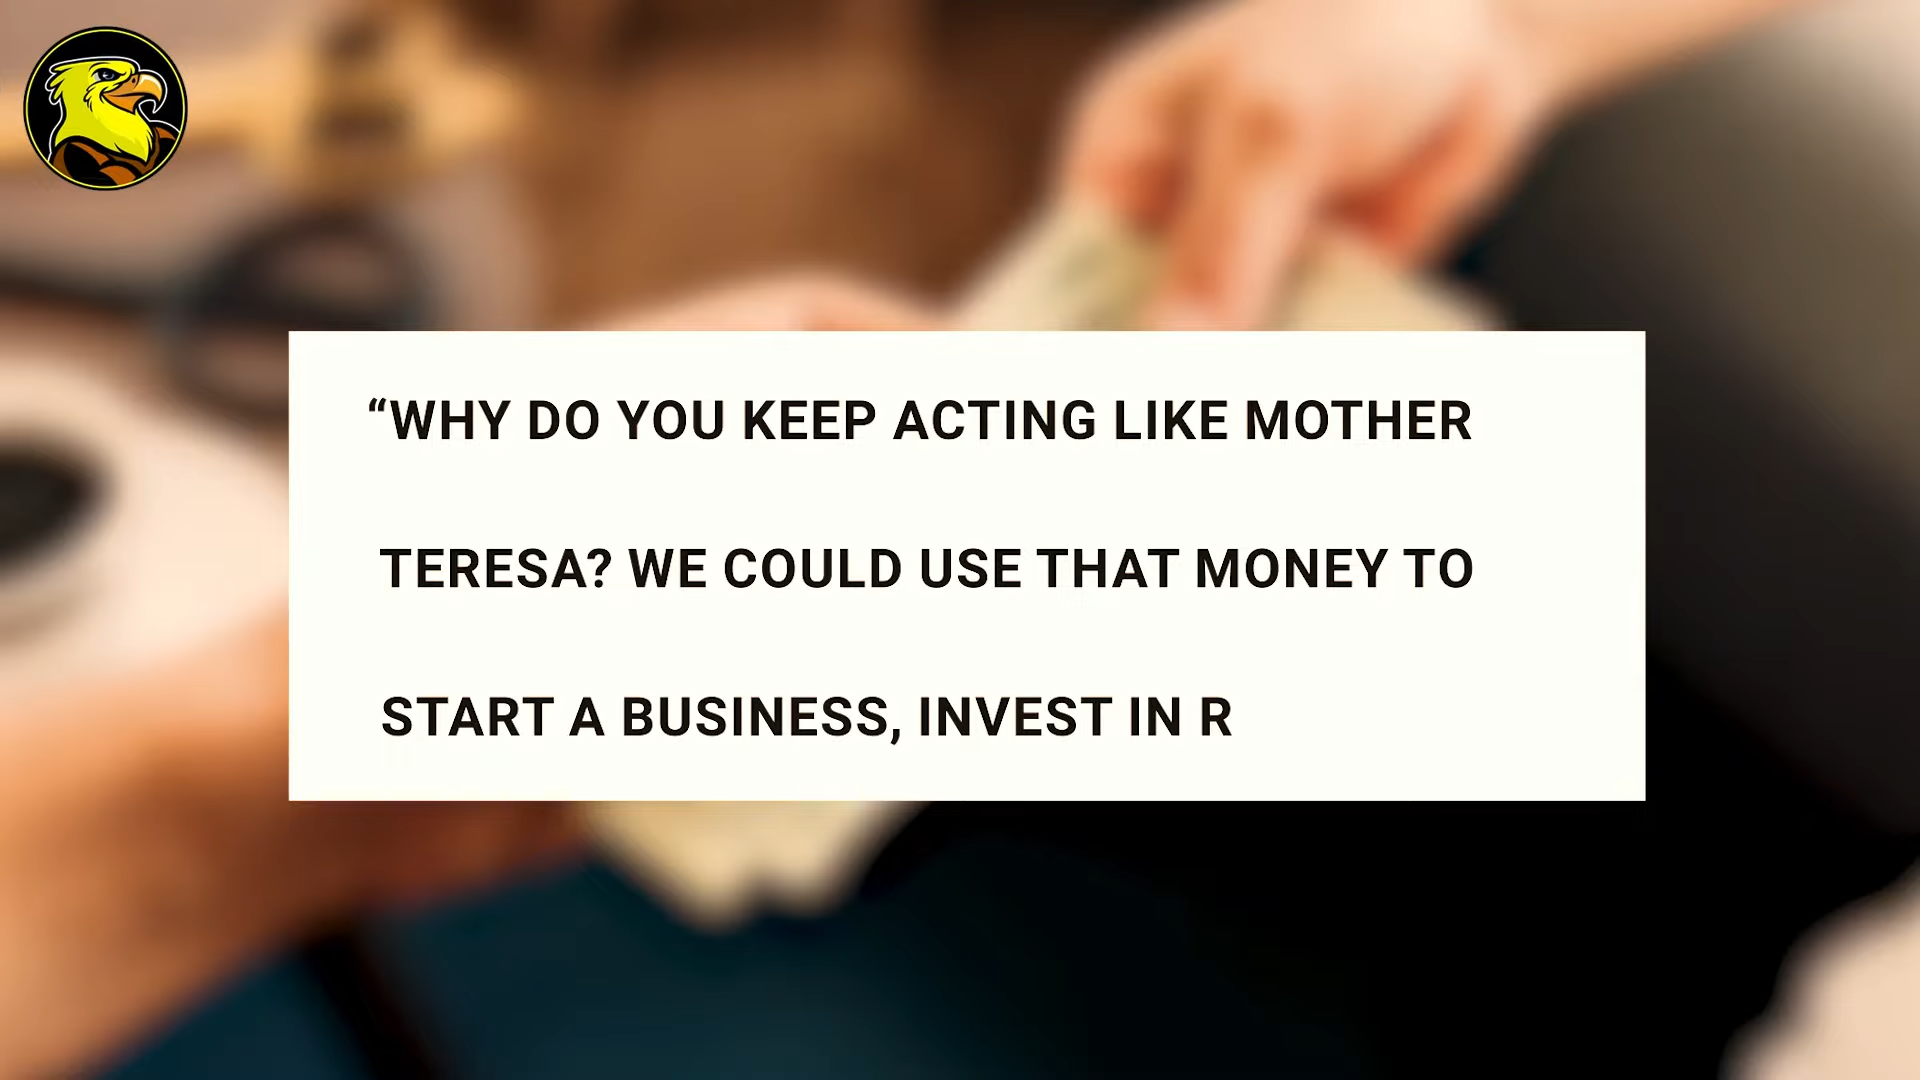 “WHY DO YOU KEEP ACTING LIKE MOTHER
TERESA? WE COULD USE THAT MONEY TO
START A BUSINESS, INVEST IN R